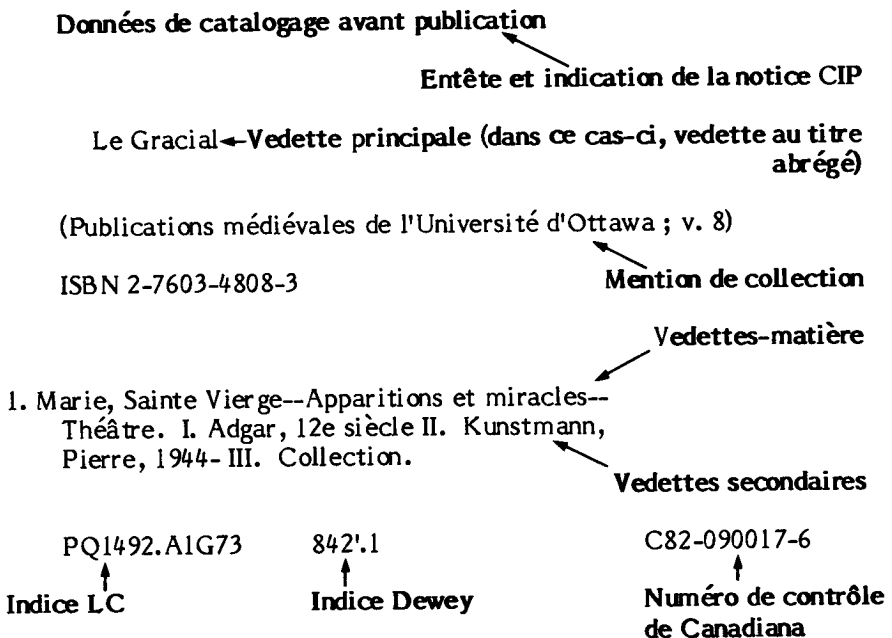 Données de catalogage avant publication
Entête et indication de la notice CIP
Le Gracial Vedette principale (dans ce cas-ci, vedette au titre
abrégé)
(Publications médiévales de l'Université d'Ottawa ; v. 8)
ISBN 2-7603-4808-3 Mention de collection
Vedettes-matière
1. Marie, Sainte Vierge--Apparitions et miracles--
Théâtre. I. Adgar, 12e siècle II. Kunstmann,
Pierre, 1944- III. Collection.
Vedettes secondaires
PQ1492.A1G73 842'.1 C82-090017-6
Indice LC Indice Dewey Numéro de contrôle
de Canadiana